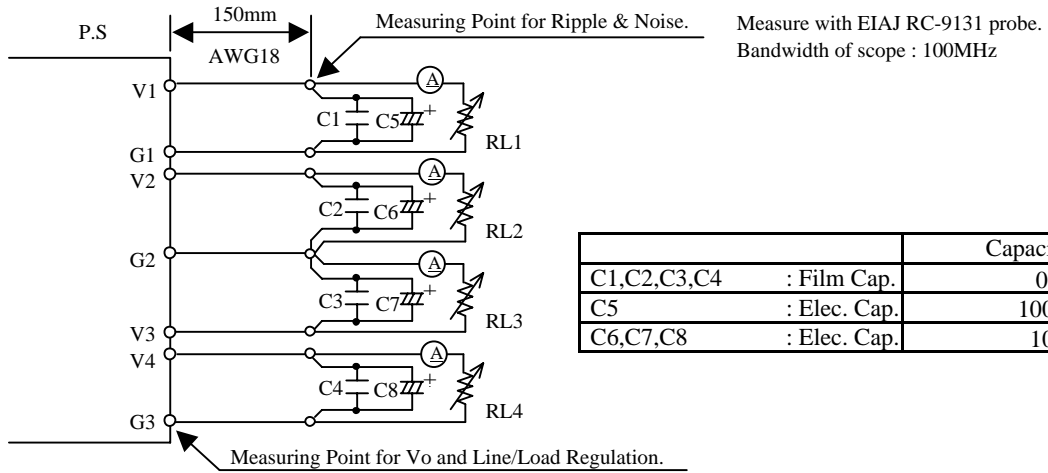 150mm
Measuring Point for Ripple & Noise.
Measure with EIAJ RC-9131 probe.
P.S
AWG18
Bandwidth of scope : 100MHz
V1
A
C1
C5
+
RL1
G1
V2
A
C2
C6
+
RL2
G2
A
C3
C7
+
RL3
V3
V4
A
C4
C8
+
RL4
G3
Measuring Point for Vo and Line/Load Regulation.
C1,C2,C3,C4 : Film Cap.
C5 : Elec. Cap.
C6,C7,C8 : Elec. Cap.